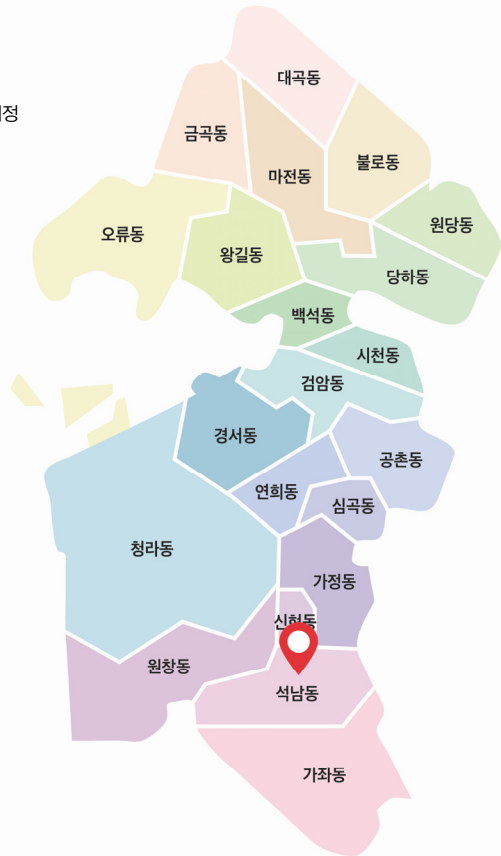 대곡동
정
금곡동
불로동
마전동
원당동
오류동
왕길동
당하동
백석동
시천동
검암동
경서동
공촌동
연희동
심곡동
청라동
가정동
신현동
원창동
석남동
가좌동